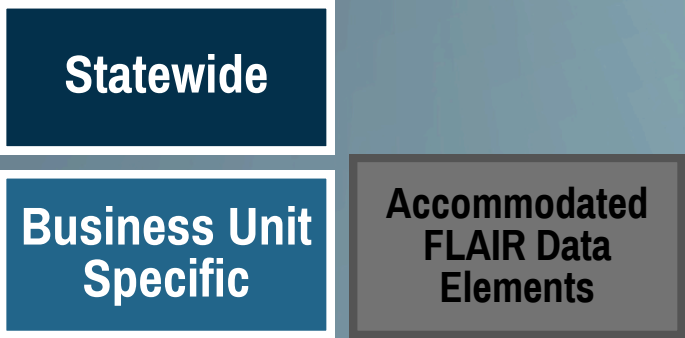 Statewide
Business Unit
Specific
Accommodated
FLAIR Data
Elements